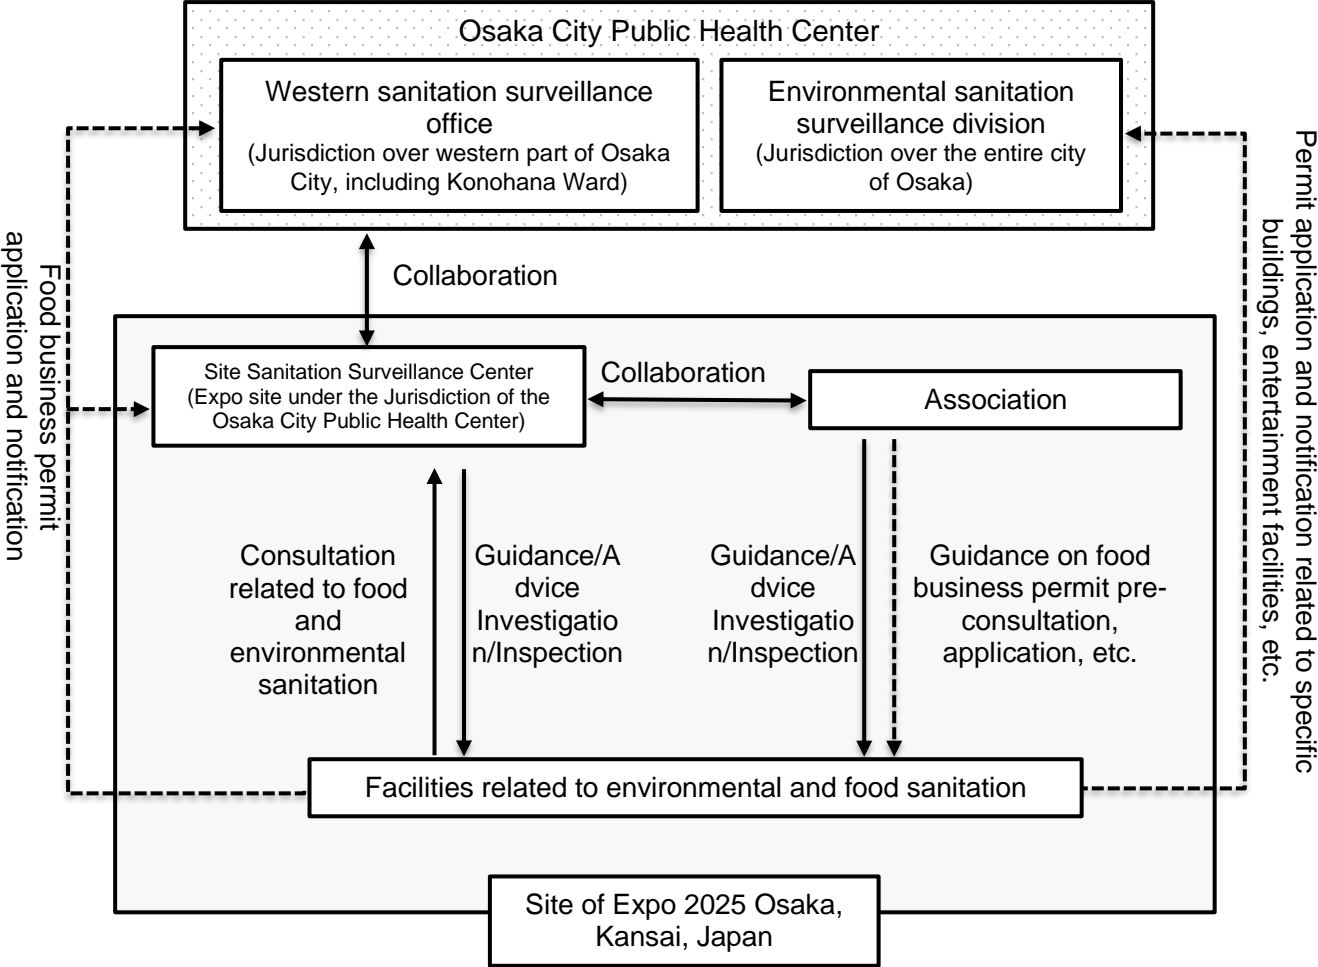 Osaka City Public Health Center
Western sanitation surveillance
office
(Jurisdiction over western part of Osaka
City, including Konohana Ward)
Environmental sanitation
surveillance division
(Jurisdiction over the entire city
of Osaka)
Collaboration
Food business permit
application and notification
Permit application and notification related to specific
buildings, entertainment facilities, etc.
Site Sanitation Surveillance Center
(Expo site under the Jurisdiction of the
Osaka City Public Health Center)
Collaboration
Association
Consultation
related to food
and
environmental
sanitation
Guidance/A
dvice
Investigatio
n/Inspection
Guidance/A
dvice
Investigatio
n/Inspection
Guidance on food
business permit pre-
consultation,
application, etc.
Facilities related to environmental and food sanitation
Site of Expo 2025 Osaka,
Kansai, Japan